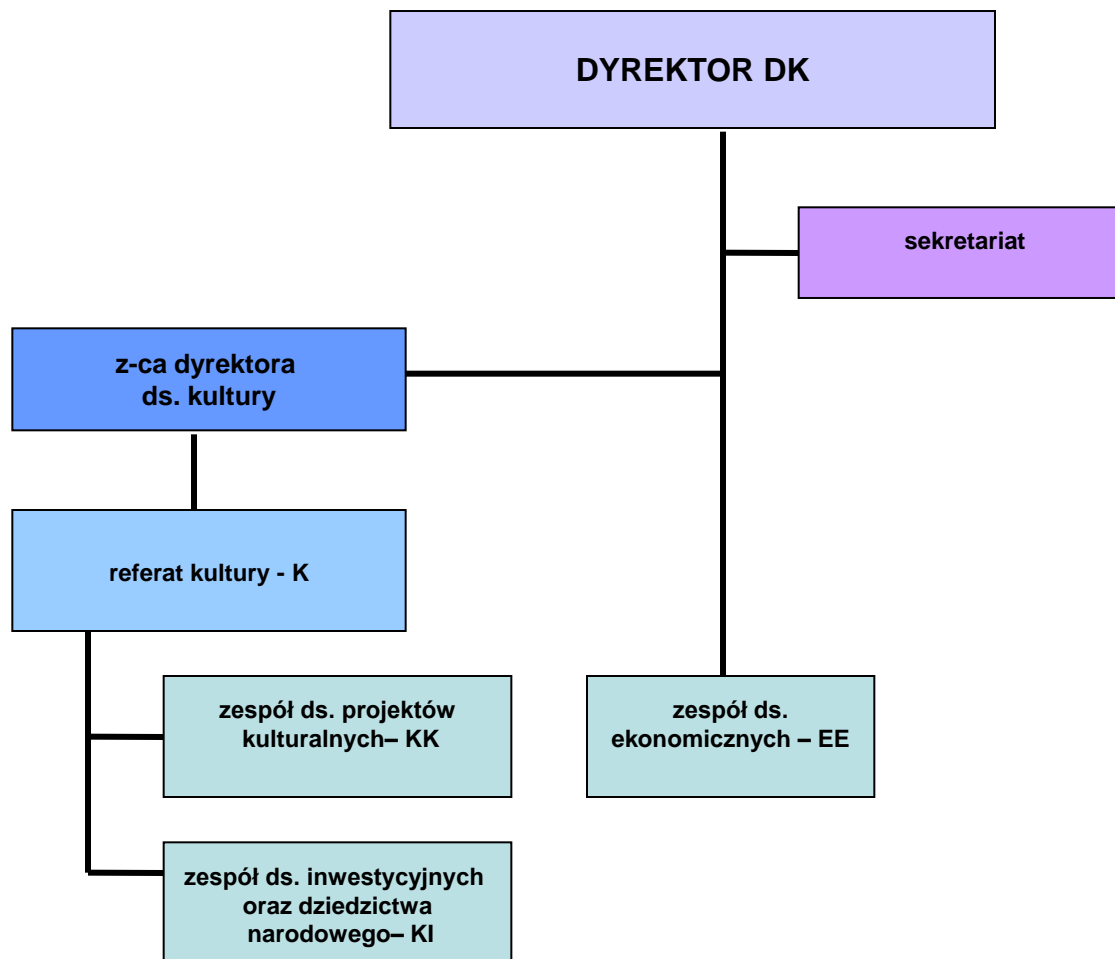 DYREKTOR DK
sekretariat
z-ca dyrektora
ds. kultury
referat kultury - K
zespół ds. projektów
kulturalnych– KK
zespół ds.
ekonomicznych – EE
zespół ds. inwestycyjnych
oraz dziedzictwa
narodowego– KI